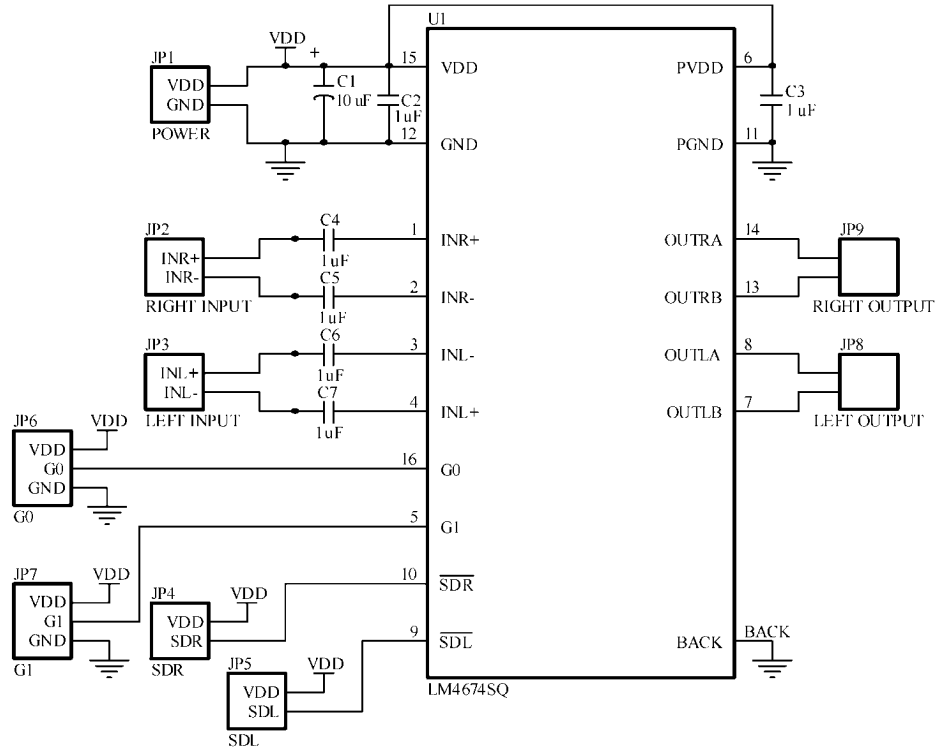 U1
JP1
VDD
+
15
VDD
PVDD
6
VDD
GND
POWER
C1
10 uF
C2
1uF
C3
1 uF
12
GND
PGND
11
JP2
INR+
INR-
RIGHT INPUT
C4
1uF
1
INR+
OUTRA
14
JP9
C5
1uF
2
INR-
OUTRB
13
RIGHT OUTPUT
JP3
INL+
INL-
LEFT INPUT
C6
1uF
3
INL-
OUTLA
8
JP8
C7
1uF
4
INL+
OUTLB
7
LEFT OUTPUT
JP6
VDD
VDD
G0
GND
G0
16
G0
5
G1
JP7
VDD
VDD
G1
GND
G1
JP4
VDD
VDD
SDR
SDR
10
SDR
9
SDL
BACK
BACK
JP5
VDD
VDD
SDL
SDL
LM4674SQ